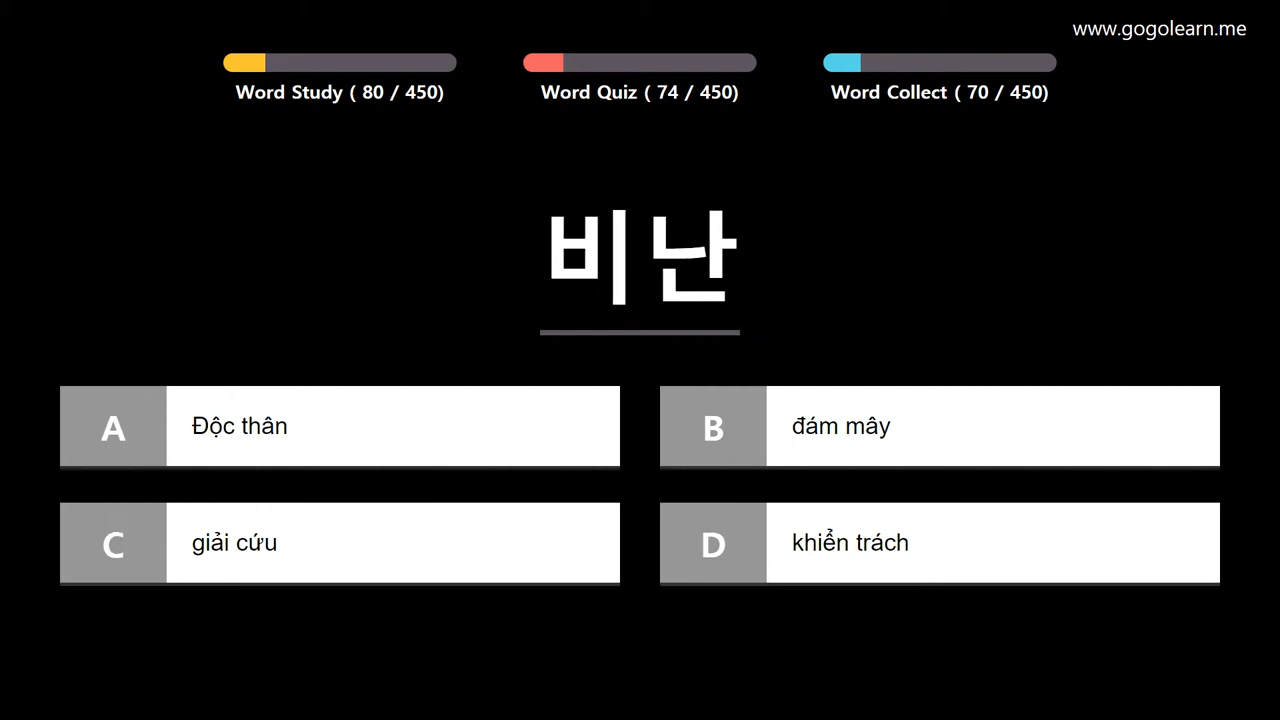 www.gogolearn.me
Word Study ( 80 / 450)
Word Quiz ( 74 / 450)
Word Collect ( 70 / 450)
비난
A Độc thân
B đám mây
C giải cứu
D khiển trách